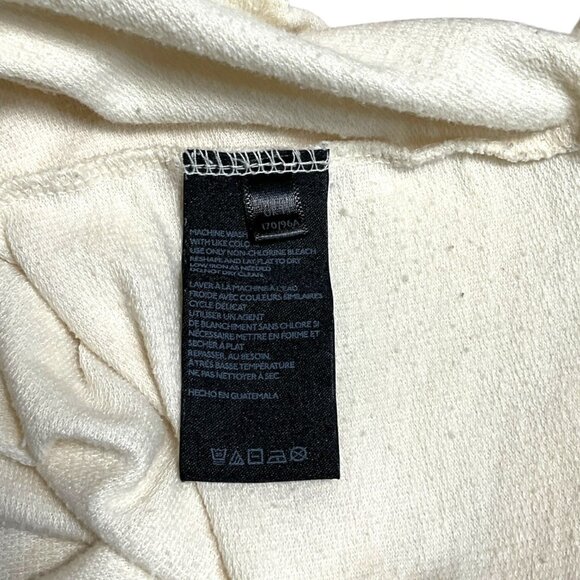 170/96A
MACHINE WASH
WITH LIKE COLO
USE ONLY NON-CHLORINE BLEACH
RESHAPE AND LAY FLAT TO DRY
LOW IRON AS NEEDED
DO NOT DRY CLEAN
LAVER À LA MACHINE À L'EAU
FROIDE AVEC COULEURS SIMILAIRES
CYCLE DÉLICAT
UTILISER UN AGENT
DE BLANCHIMENT SANS CHLORE SI
NÉCESSAIRE METTRE EN FORME ET
SÉCHER À PLAT
REPASSER, AU BESOIN,
À TRÈS BASSE TEMPÉRATURE
NE PAS NETTOYER À SEC
HECHO EN GUATEMALA